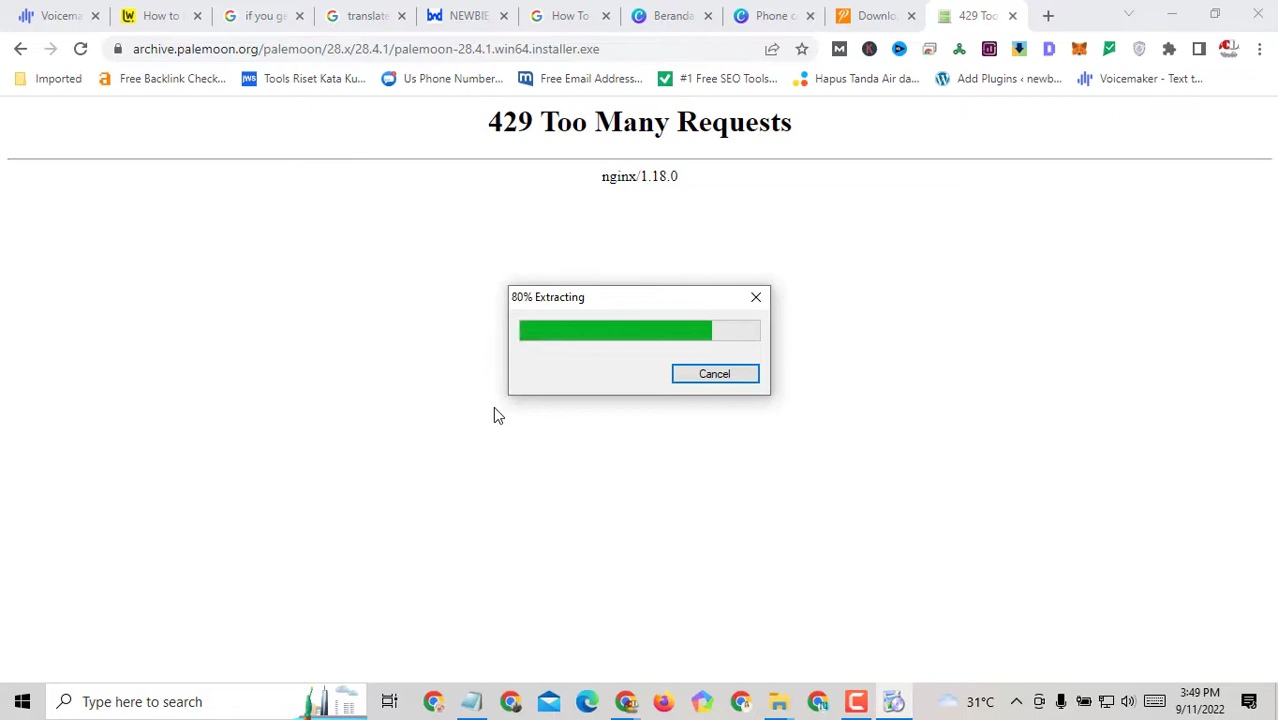 Voicema
How to
if you ge
translate
NEWBIE
How To
Beranda
Phone c
Downlo
429 Too
archive.palemoon.org/palemoon/28.x/28.4.1/palemoon-28.4.1.win64.installer.exe
Imported
Free Backlink Check...
Tools Riset Kata Ku...
Us Phone Number...
Free Email Address...
#1 Free SEO Tools...
Hapus Tanda Air da...
Add Plugins ‹ newb...
Voicemaker - Text t...
429 Too Many Requests
nginx/1.18.0
80% Extracting
Cancel
Type here to search
31°C
3:49 PM
9/11/2022